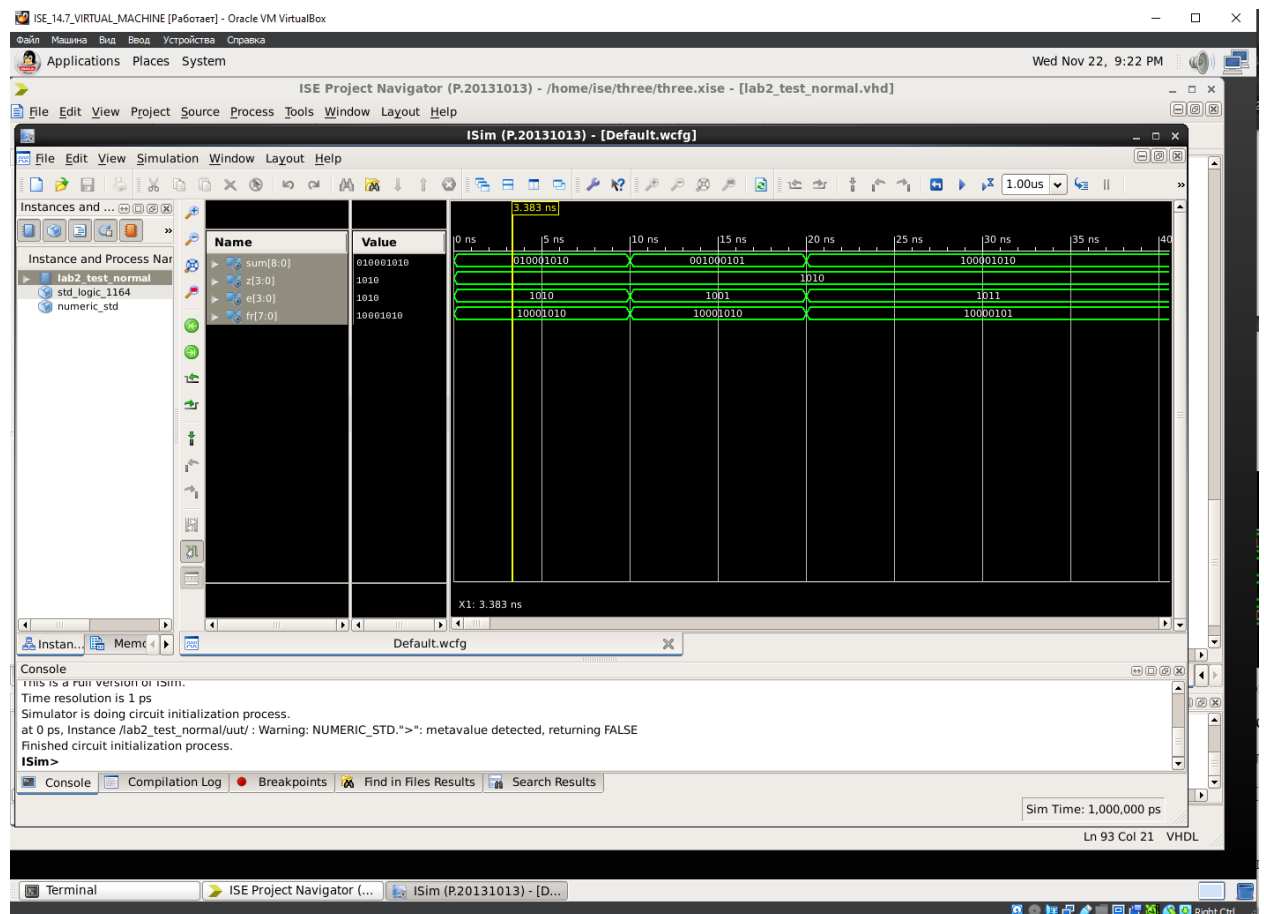 ISE_14.7_VIRTUAL_MACHINE [Работает] - Oracle VM VirtualBox
Файл Машина Вид Ввод Устройства Справка
Applications Places System Wed Nov 22, 9:22 PM
ISE Project Navigator (P.20131013) - /home/ise/three/three.xise - [lab2_test_normal.vhd]
File Edit View Project Source Process Tools Window Layout Help
ISim (P.20131013) - [Default.wcfg]
File Edit View Simulation Window Layout Help
1.00us »
Instances and ... »
3.383 ns
Instance and Process Nar
lab2_test_normal
std_logic_1164
numeric_std
Name Value 0 ns 5 ns 10 ns 15 ns 20 ns 25 ns 30 ns 35 ns 40
sum[8:0] 010001010 010001010 001000101 100001010
z[3:0] 1010 1010
e[3:0] 1010 1010 1001 1011
fr[7:0] 10001010 10001010 10001010 10000101
X1: 3.383 ns
Instan... Memo Default.wcfg
Console
This is a Full version of ISim.
Time resolution is 1 ps
Simulator is doing circuit initialization process.
at 0 ps, Instance /lab2_test_normal/uut/ : Warning: NUMERIC_STD.">": metavalue detected, returning FALSE
Finished circuit initialization process.
ISim>
Console Compilation Log Breakpoints Find in Files Results Search Results
Sim Time: 1,000,000 ps
Ln 93 Col 21 VHDL
Terminal ISE Project Navigator (... ISim (P.20131013) - [D...
Right Ctrl